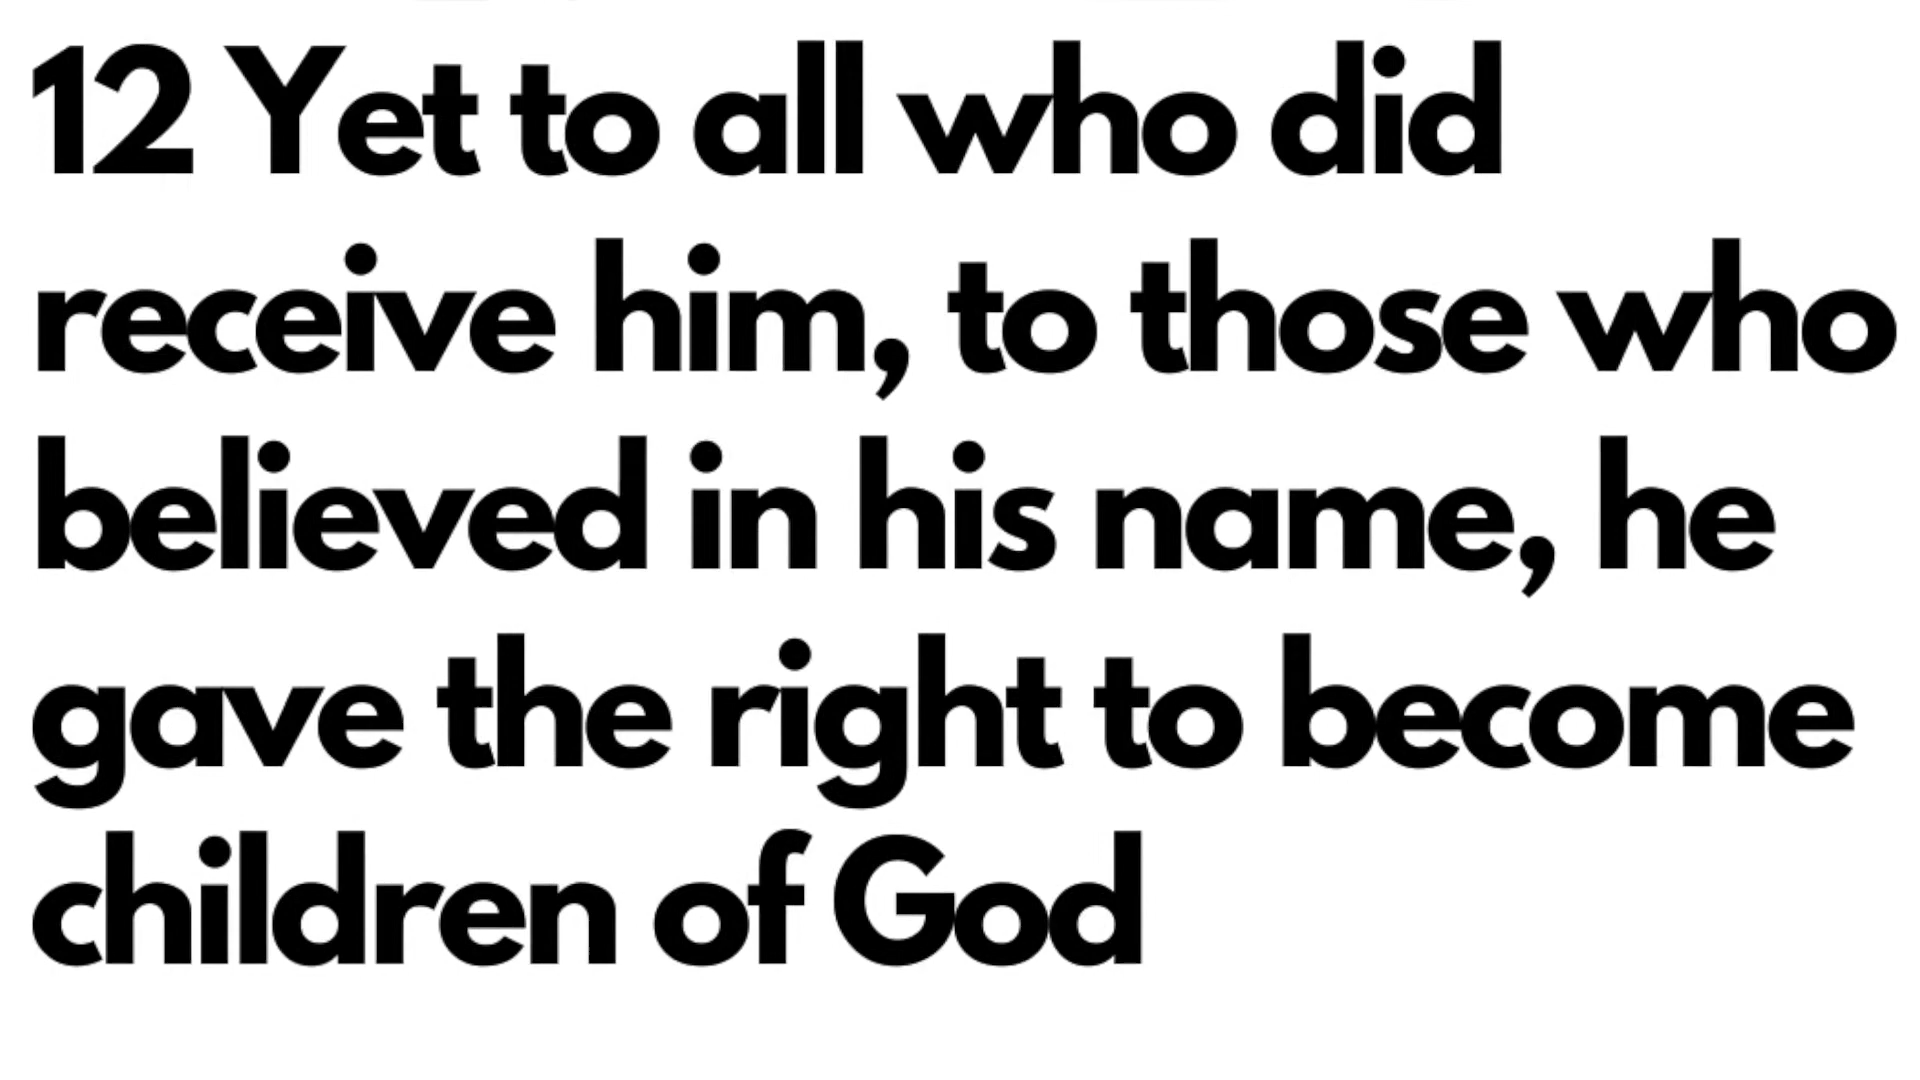 12 Yet to all who did
receive him, to those who
believed in his name, he
gave the right to become
children of God